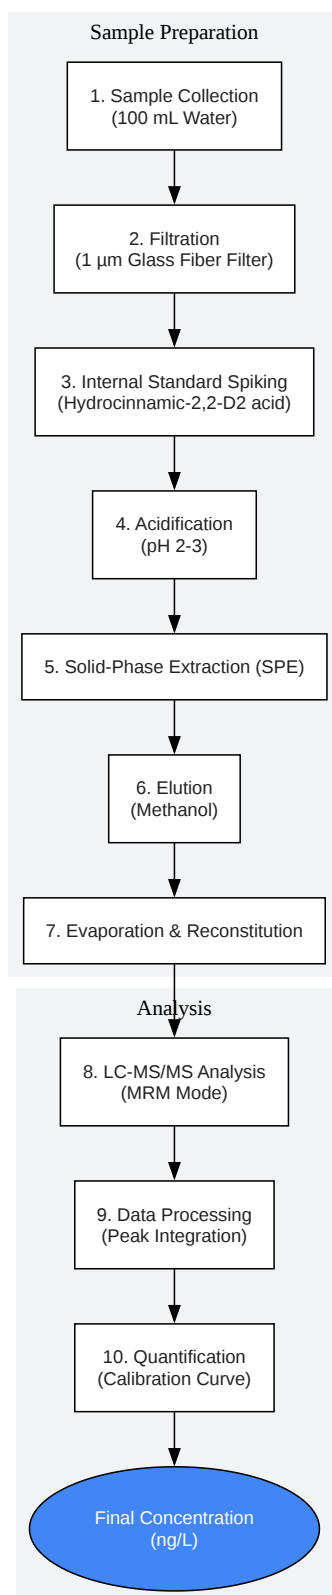 Sample Preparation
1. Sample Collection
(100 mL Water)
2. Filtration
(1 µm Glass Fiber Filter)
3. Internal Standard Spiking
(Hydrocinnamic-2,2-D2 acid)
4. Acidification
(pH 2-3)
5. Solid-Phase Extraction (SPE)
6. Elution
(Methanol)
7. Evaporation & Reconstitution
Analysis
8. LC-MS/MS Analysis
(MRM Mode)
9. Data Processing
(Peak Integration)
10. Quantification
(Calibration Curve)
Final Concentration
(ng/L)